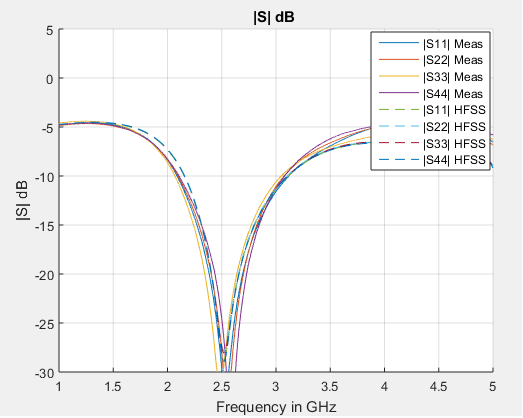 |S| dB
5
0
-5
-10
-15
-20
-25
-30
|S| dB
1
1.5
2
2.5
3
3.5
4
4.5
5
Frequency in GHz
|S11| Meas
|S22| Meas
|S33| Meas
|S44| Meas
|S11| HFSS
|S22| HFSS
|S33| HFSS
|S44| HFSS